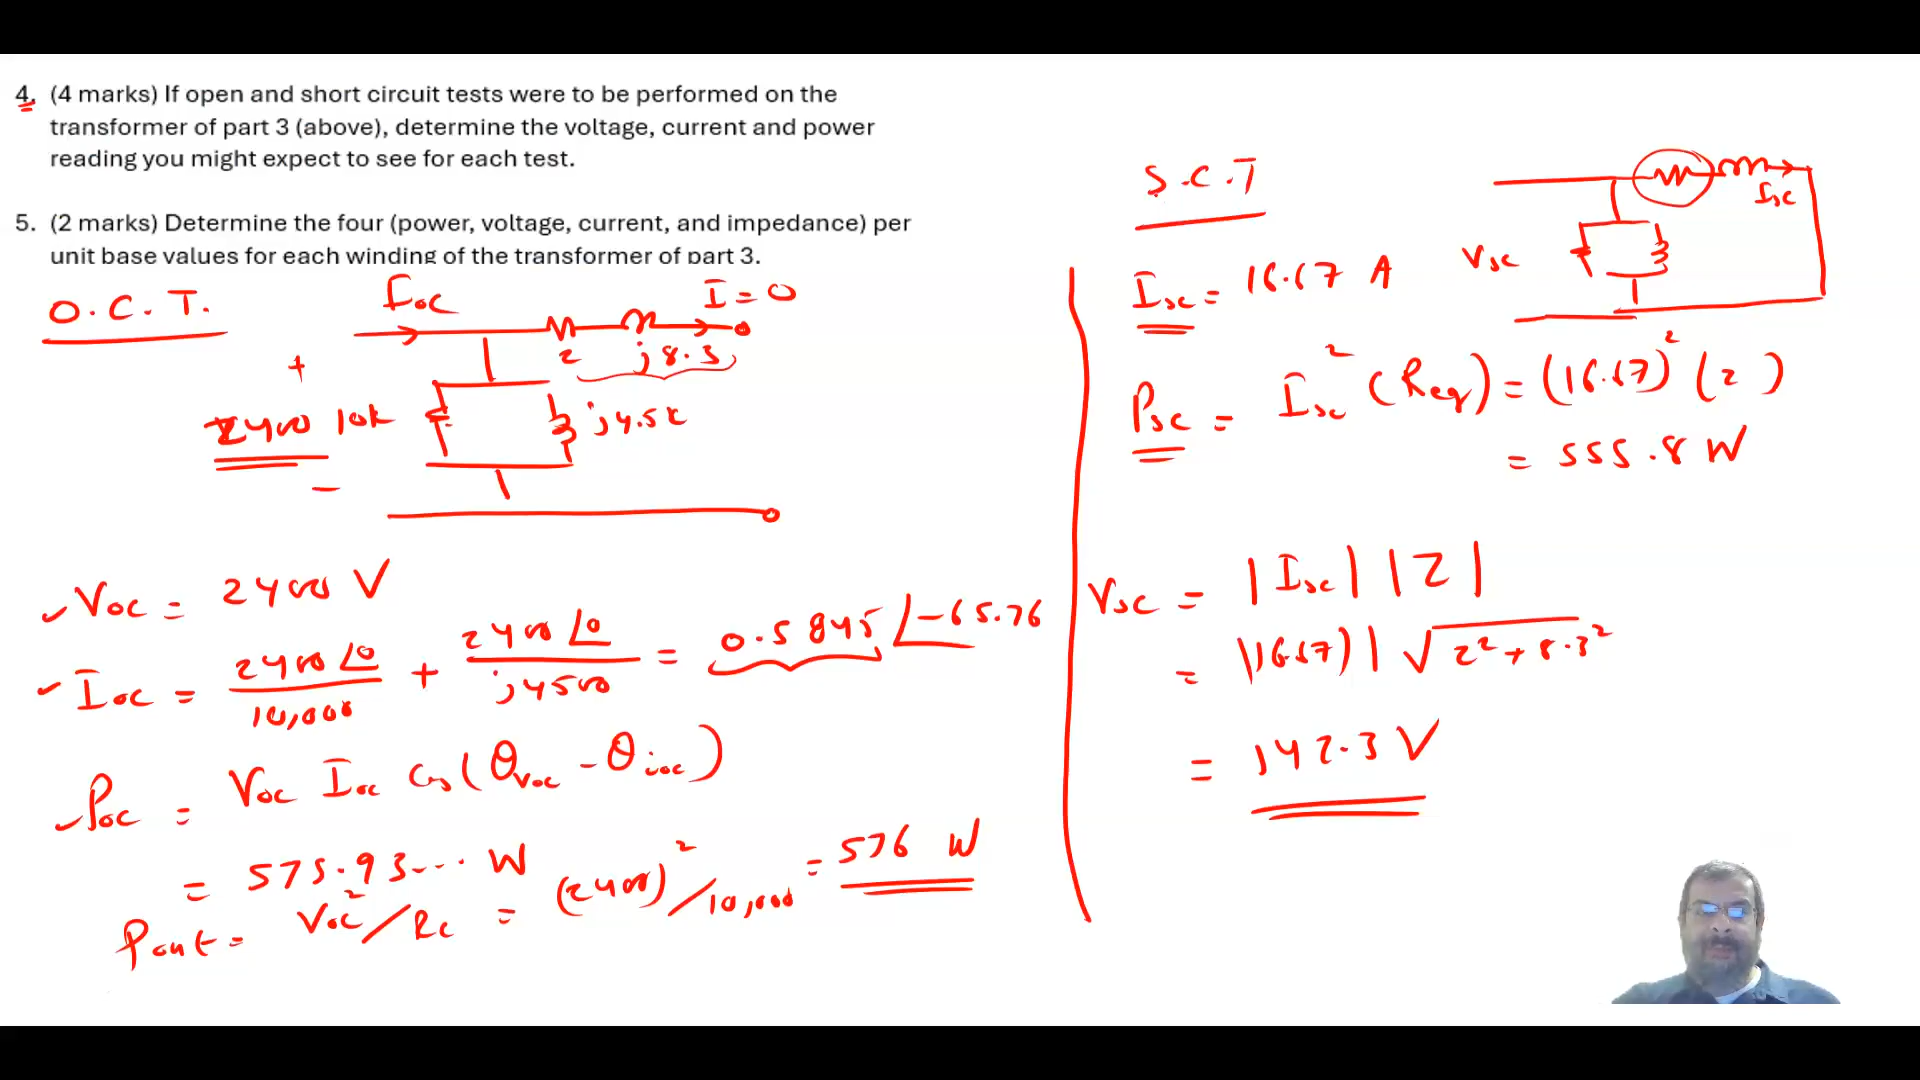 4. (4 marks) If open and short circuit tests were to be performed on the
transformer of part 3 (above), determine the voltage, current and power
reading you might expect to see for each test.
5. (2 marks) Determine the four (power, voltage, current, and impedance) per
unit base values for each winding of the transformer of part 3.
O.C.T.
Ioc
I = 0
2 j8.3
+
2400 10k j4.5k
-
Voc = 2400 V
Ioc = 2400∠0 / 10,000 + 2400∠0 / j4500 = 0.5845 ∠-65.76
Poc = Voc Ioc Cos(θvoc - θioc)
= 575.93... W
Pout = Voc²/Rc = (2400)²/10,000 = 576 W
S.C.T
Isc
Vsc
Isc = 16.67 A
Psc = Isc² (Req) = (16.67)² (2)
= 555.8 W
Vsc = |Isc| |Z|
= |16.67)| √2² + 8.3²
= 142.3 V